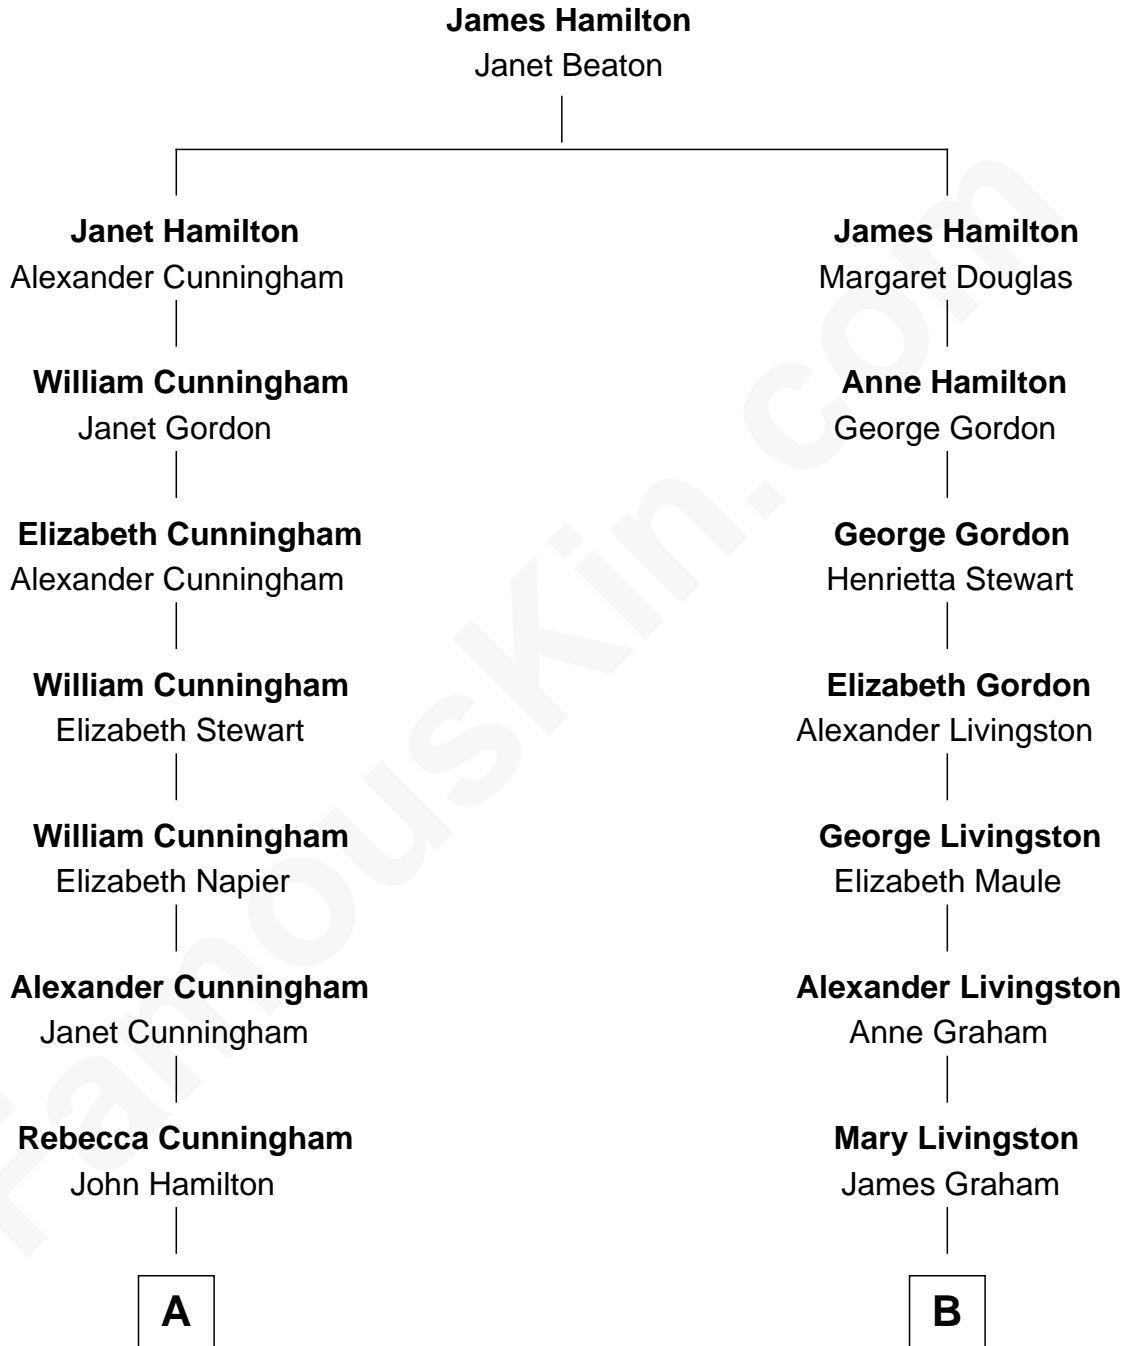 James Hamilton
Janet Beaton
Janet Hamilton
Alexander Cunningham
James Hamilton
Margaret Douglas
William Cunningham
Janet Gordon
Anne Hamilton
George Gordon
Elizabeth Cunningham
Alexander Cunningham
George Gordon
Henrietta Stewart
William Cunningham
Elizabeth Stewart
Elizabeth Gordon
Alexander Livingston
William Cunningham
Elizabeth Napier
George Livingston
Elizabeth Maule
Alexander Cunningham
Janet Cunningham
Alexander Livingston
Anne Graham
Rebecca Cunningham
John Hamilton
Mary Livingston
James Graham
A
B
FamousKin.com